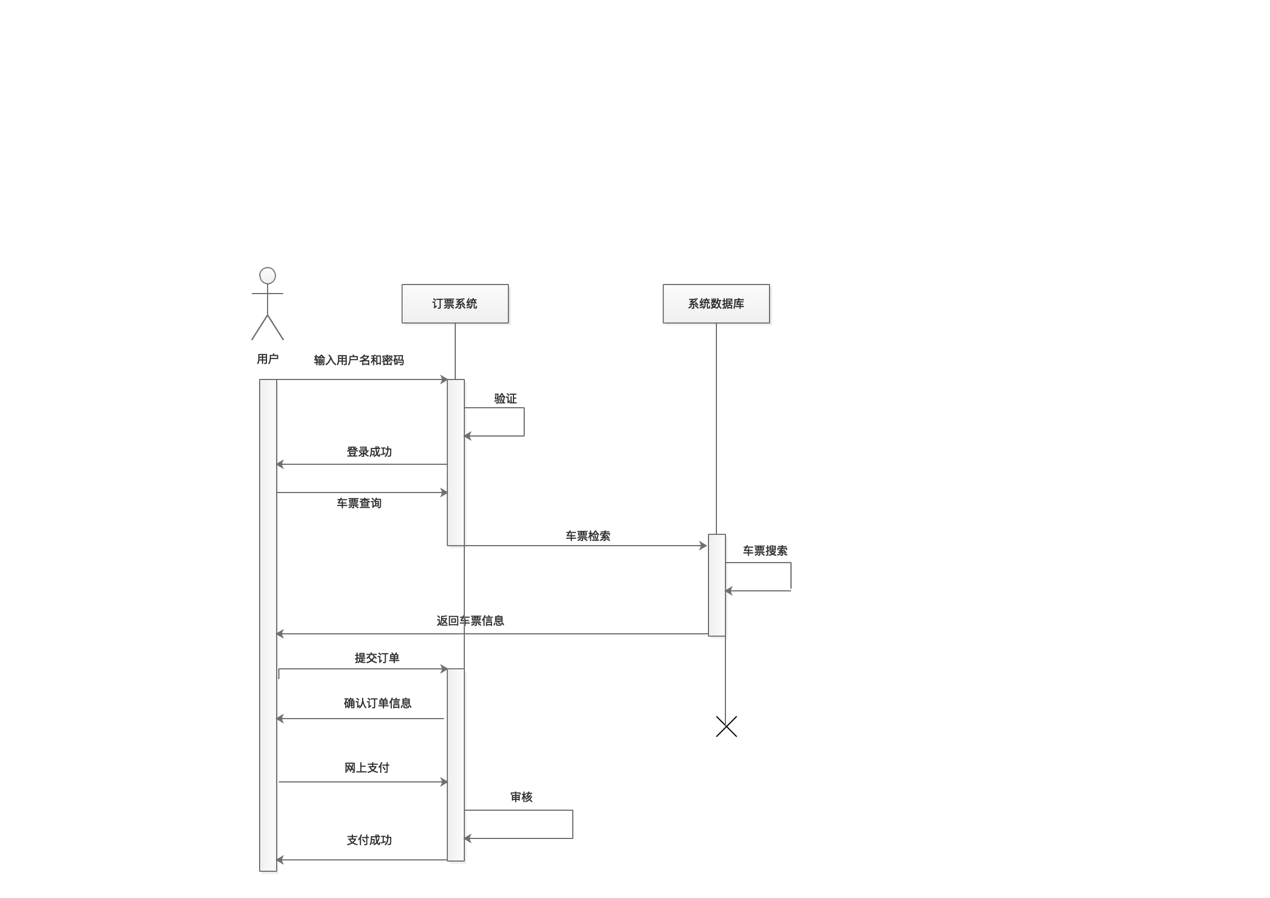 订票系统
系统数据库
用户
输入用户名和密码
验证
登录成功
车票查询
车票检索
车票搜索
返回车票信息
提交订单
确认订单信息
网上支付
审核
支付成功